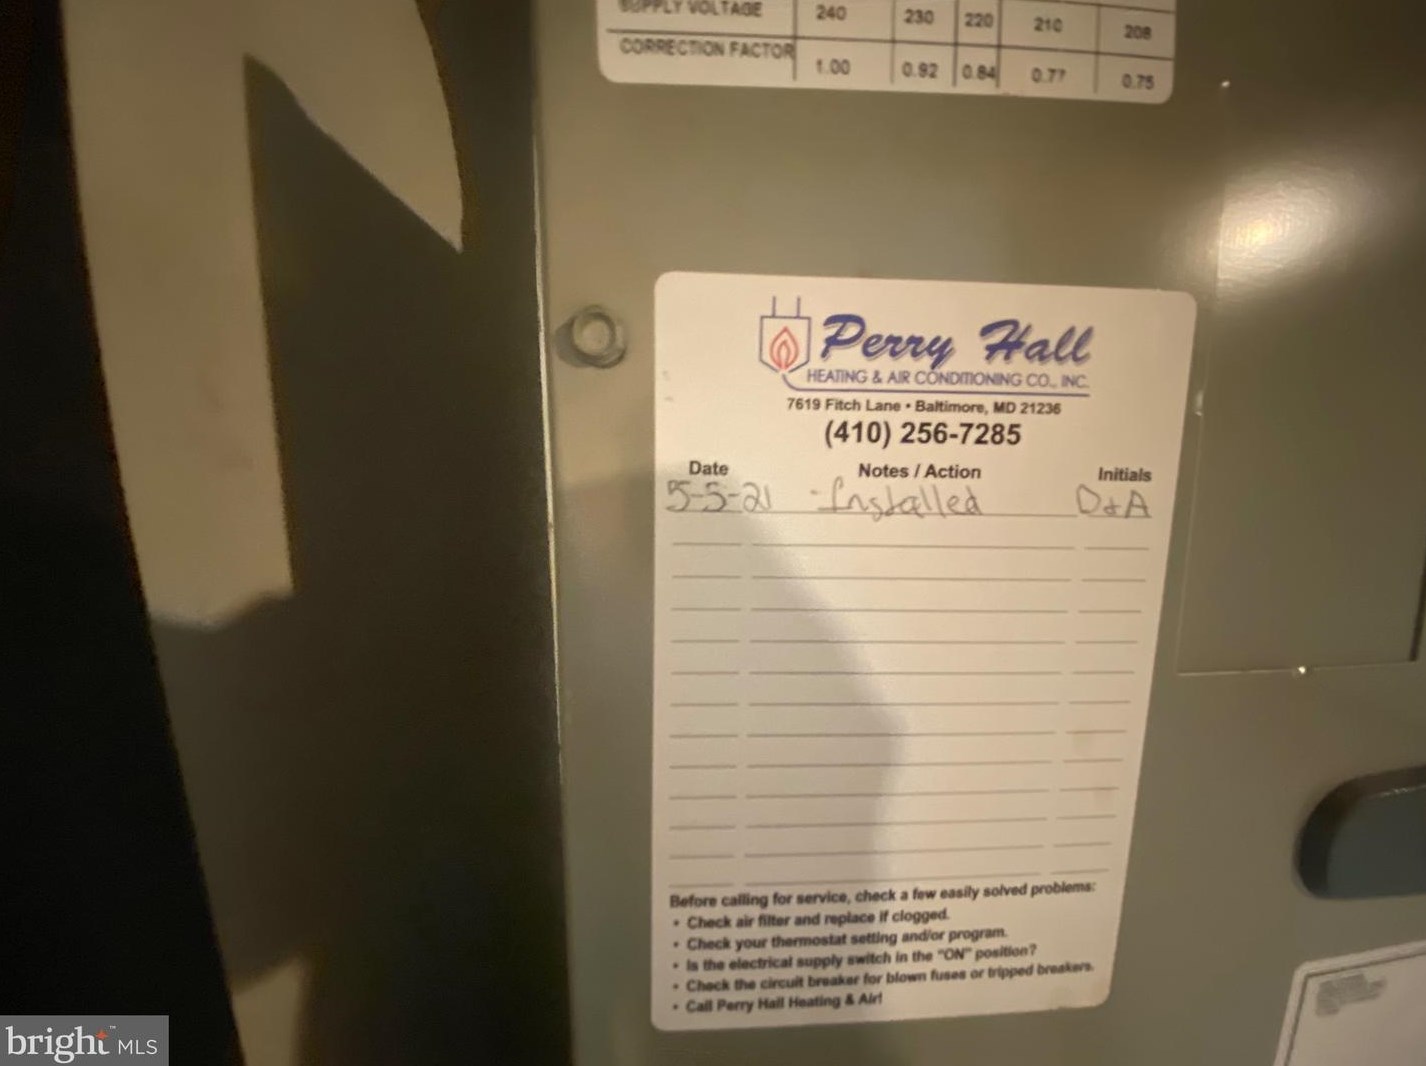 SUPPLY VOLTAGE 240 230 220 210 208
CORRECTION FACTOR 1.00 0.92 0.84 0.77 0.75
Perry Hall
HEATING & AIR CONDITIONING CO., INC.
7619 Fitch Lane • Baltimore, MD 21236
(410) 256-7285
Date Notes / Action Initials
5-5-21 - Installed D&A
Before calling for service, check a few easily solved problems:
• Check air filter and replace if clogged.
• Check your thermostat setting and/or program.
• Is the electrical supply switch in the "ON" position?
• Check the circuit breaker for blown fuses or tripped breakers.
• Call Perry Hall Heating & Air!
bright™ MLS